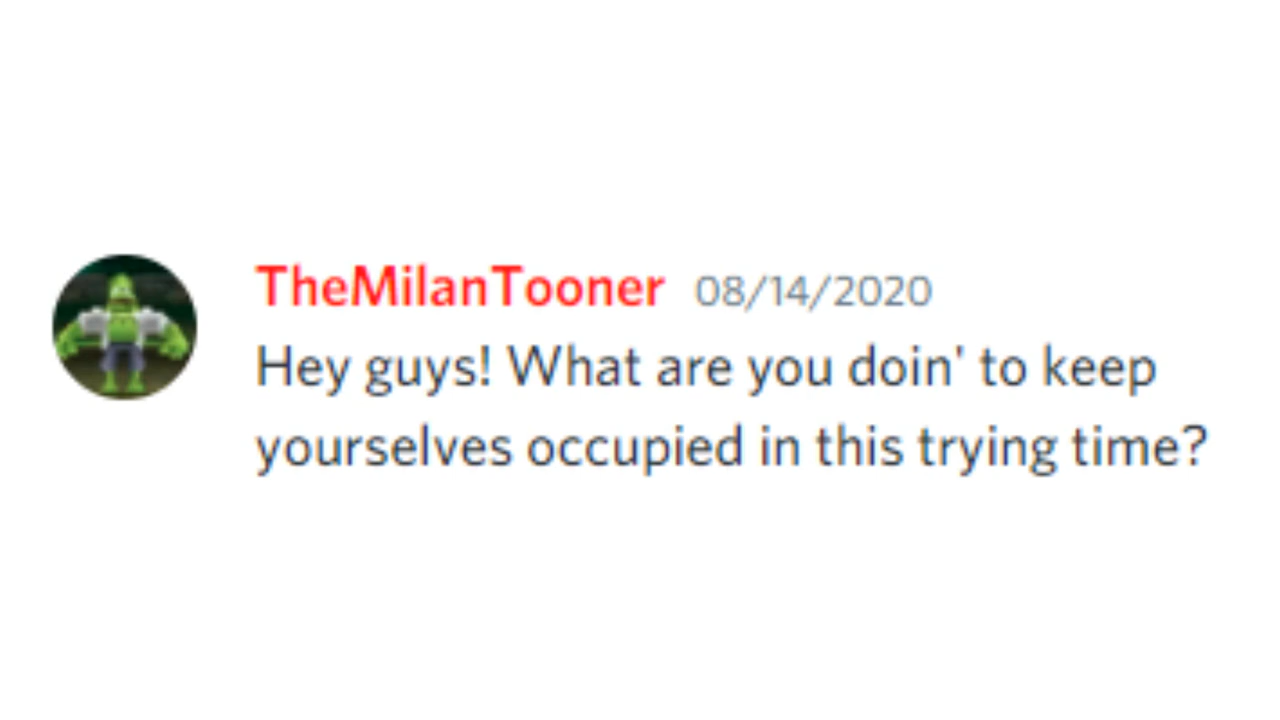 TheMilanTooner 08/14/2020
Hey guys! What are you doin' to keep
yourselves occupied in this trying time?